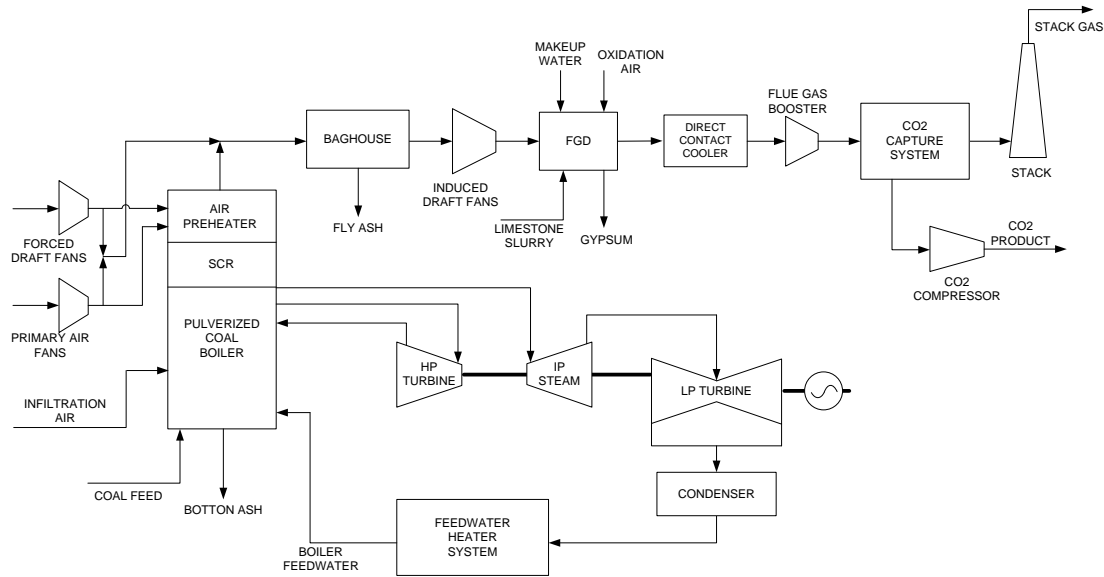 STACK GAS
MAKEUP
WATER
OXIDATION
AIR
FLUE GAS
BOOSTER
BAGHOUSE
FGD
DIRECT
CONTACT
COOLER
CO2
CAPTURE
SYSTEM
STACK
INDUCED
DRAFT FANS
AIR
PREHEATER
FLY ASH
LIMESTONE
SLURRY
GYPSUM
FORCED
DRAFT FANS
SCR
CO2
PRODUCT
CO2
COMPRESSOR
PRIMARY AIR
FANS
PULVERIZED
COAL
BOILER
HP
TURBINE
IP
STEAM
LP TURBINE
INFILTRATION
AIR
COAL FEED
BOTTON ASH
CONDENSER
FEEDWATER
HEATER
SYSTEM
BOILER
FEEDWATER